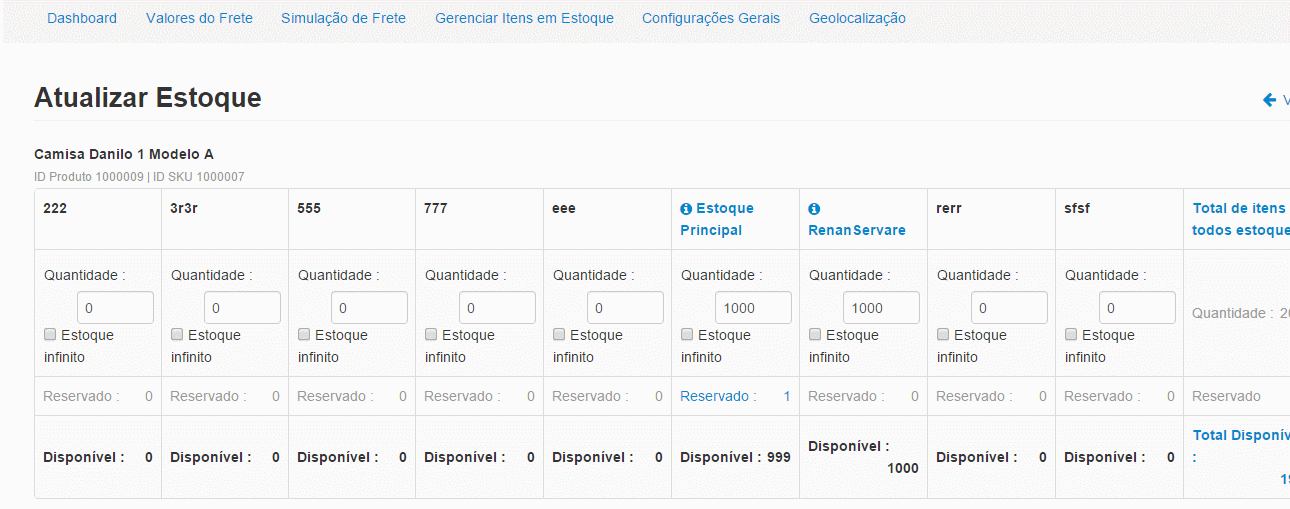 Dashboard Valores do Frete Simulação de Frete Gerenciar Itens em Estoque Configurações Gerais Geolocalização
Atualizar Estoque
Camisa Danilo 1 Modelo A
ID Produto 1000009 | ID SKU 1000007
222 3r3r 555 777 eee Estoque Principal RenanServare rerr sfsf Total de itens todos estoque
Quantidade : Quantidade : Quantidade : Quantidade : Quantidade : Quantidade : Quantidade : Quantidade : Quantidade :
0 0 0 0 0 1000 1000 0 0 Quantidade : 20
Estoque infinito Estoque infinito Estoque infinito Estoque infinito Estoque infinito Estoque infinito Estoque infinito Estoque infinito Estoque infinito
Reservado : 0 Reservado : 0 Reservado : 0 Reservado : 0 Reservado : 0 Reservado : 1 Reservado : 0 Reservado : 0 Reservado : 0 Reservado
Disponível : 0 Disponível : 0 Disponível : 0 Disponível : 0 Disponível : 0 Disponível : 999 Disponível : 1000 Disponível : 0 Disponível : 0 Total Disponív : 19